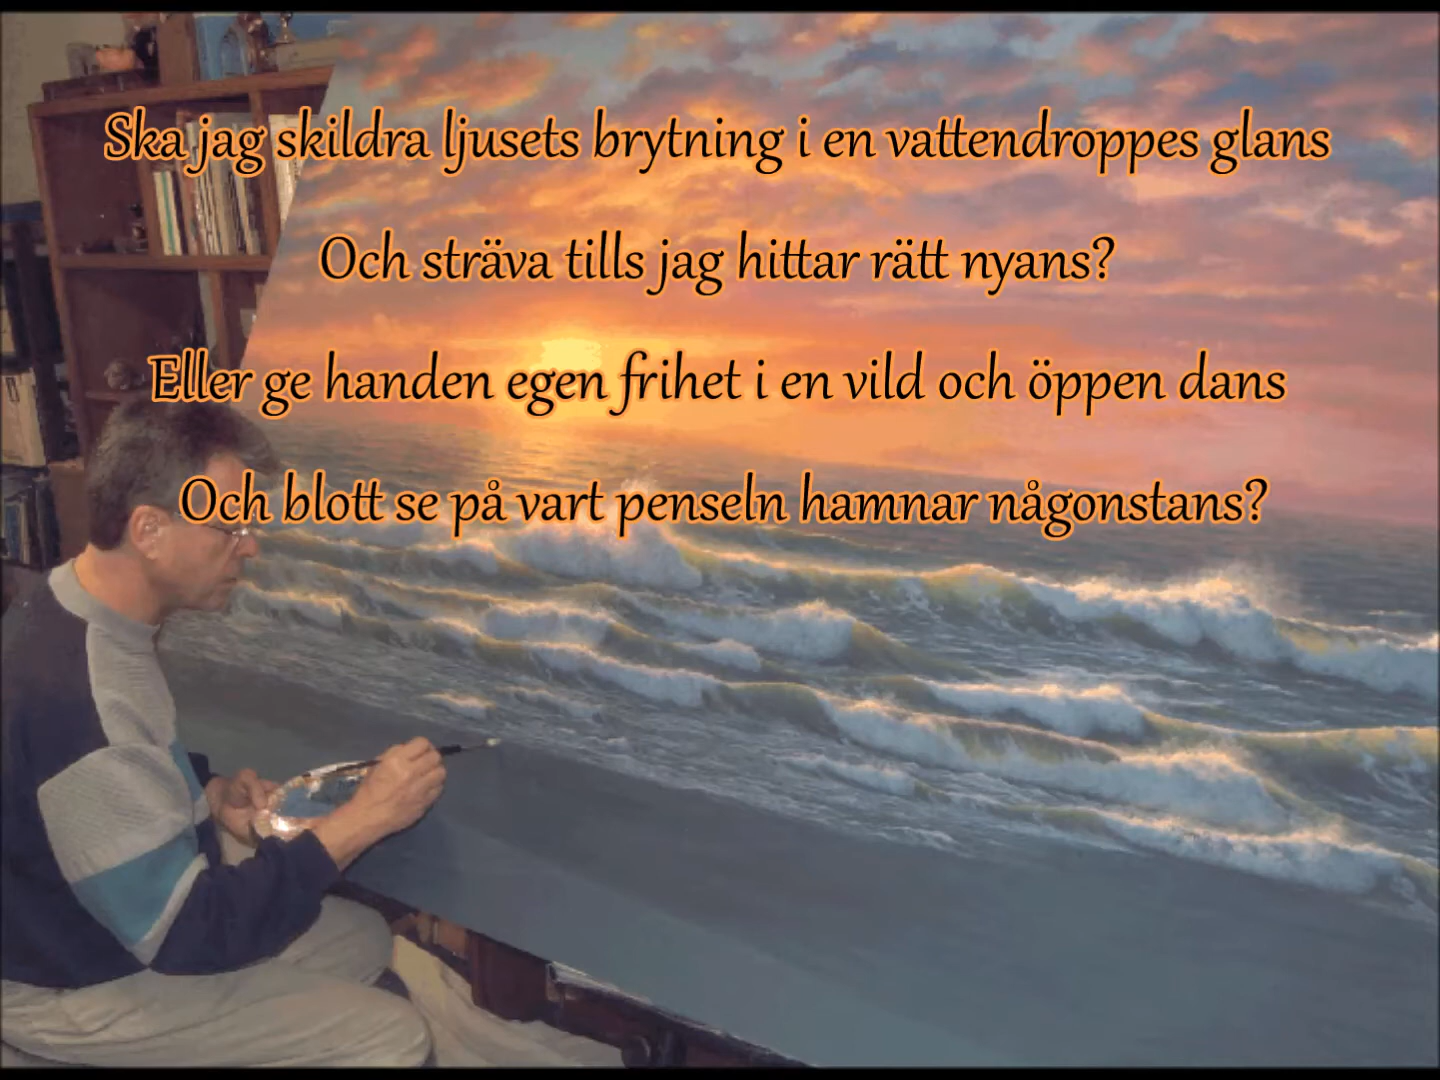 Ska jag skildra ljusets brytning i en vattendroppes glans
Och sträva tills jag hittar rätt nyans?
Eller ge handen egen frihet i en vild och öppen dans
Och blott se på vart penseln hamnar någonstans?